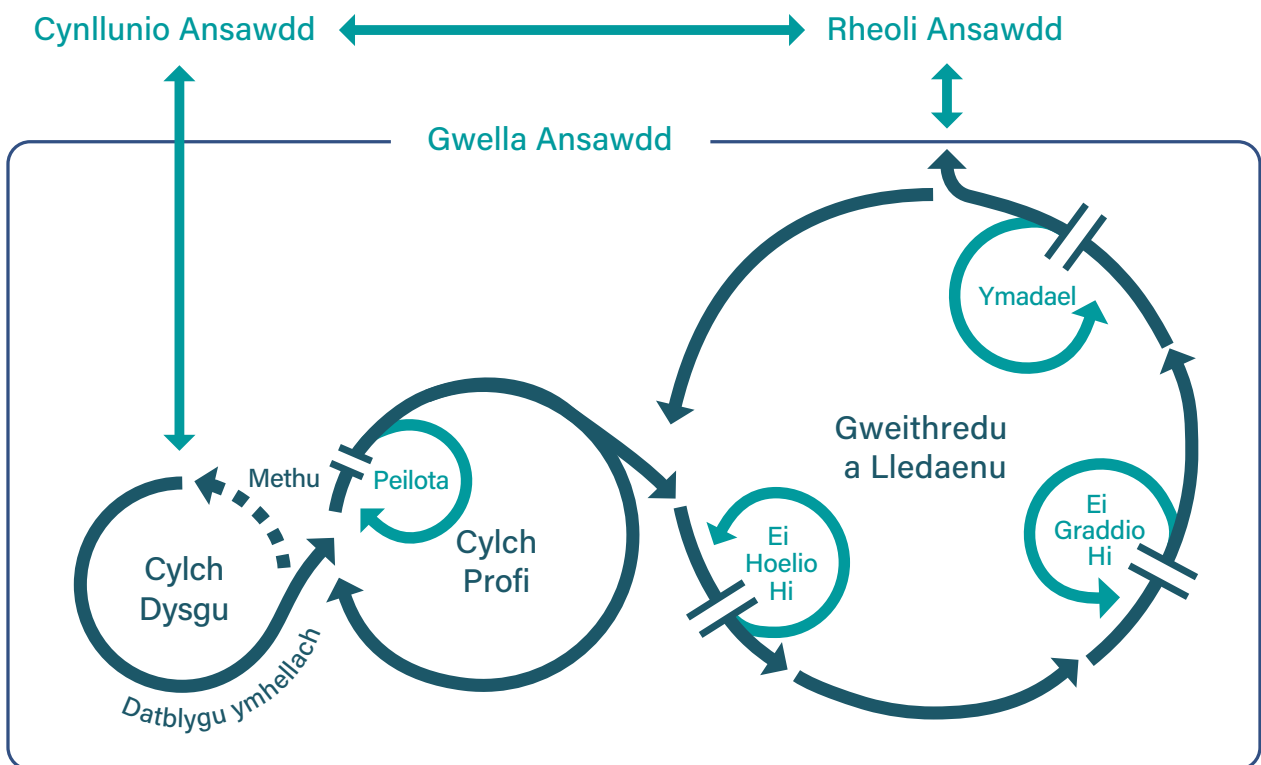 Cynllunio Ansawdd
Rheoli Ansawdd
Gwella Ansawdd
Ymadael
Gweithredu
a Lledaenu
Methu
Peilota
Ei
Graddio
Hi
Cylch
Profi
Ei
Hoelio
Hi
Cylch
Dysgu
Datblygu ymhellach